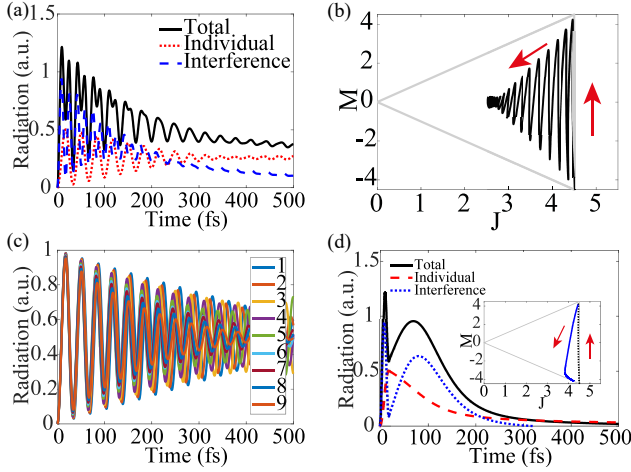 (a)
Radiation (a.u.)
1.5
1
0.5
0
Total
Individual
Interference
0 100 200 300 400 500
Time (fs)
(b)
M
4
2
0
-2
-4
0 1 2 3 4 5
J
(c)
Radiation (a.u.)
1
0.8
0.6
0.4
0.2
0
1
2
3
4
5
6
7
8
9
0 100 200 300 400 500
Time (fs)
(d)
Radiation (a.u.)
1.5
1
0.5
0
Total
Individual
Interference
M
4
2
0
-2
-4
0 1 2 3 4 5
J
0 100 200 300 400 500
Time (fs)